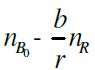 n_{B_0} - \frac{b}{r} n_R